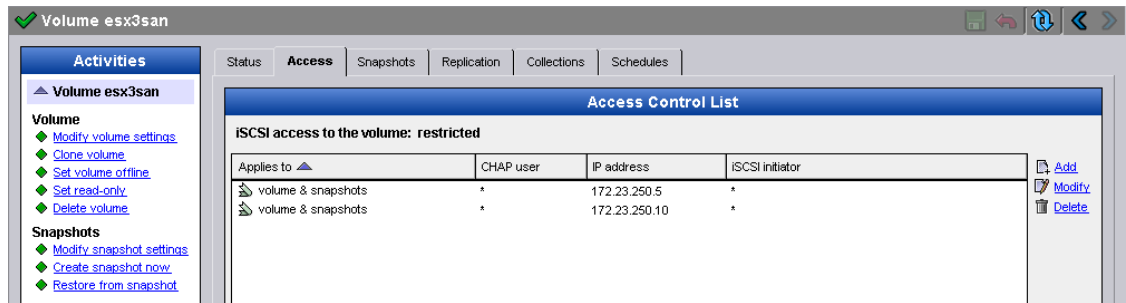 Volume esx3san
Activities
Volume esx3san
Volume
Modify volume settings
Clone volume
Set volume offline
Set read-only
Delete volume
Snapshots
Modify snapshot settings
Create snapshot now
Restore from snapshot
Status Access Snapshots Replication Collections Schedules
Access Control List
iSCSI access to the volume: restricted
Applies to CHAP user IP address iSCSI initiator
volume & snapshots * 172.23.250.5 *
volume & snapshots * 172.23.250.10 *
Add
Modify
Delete